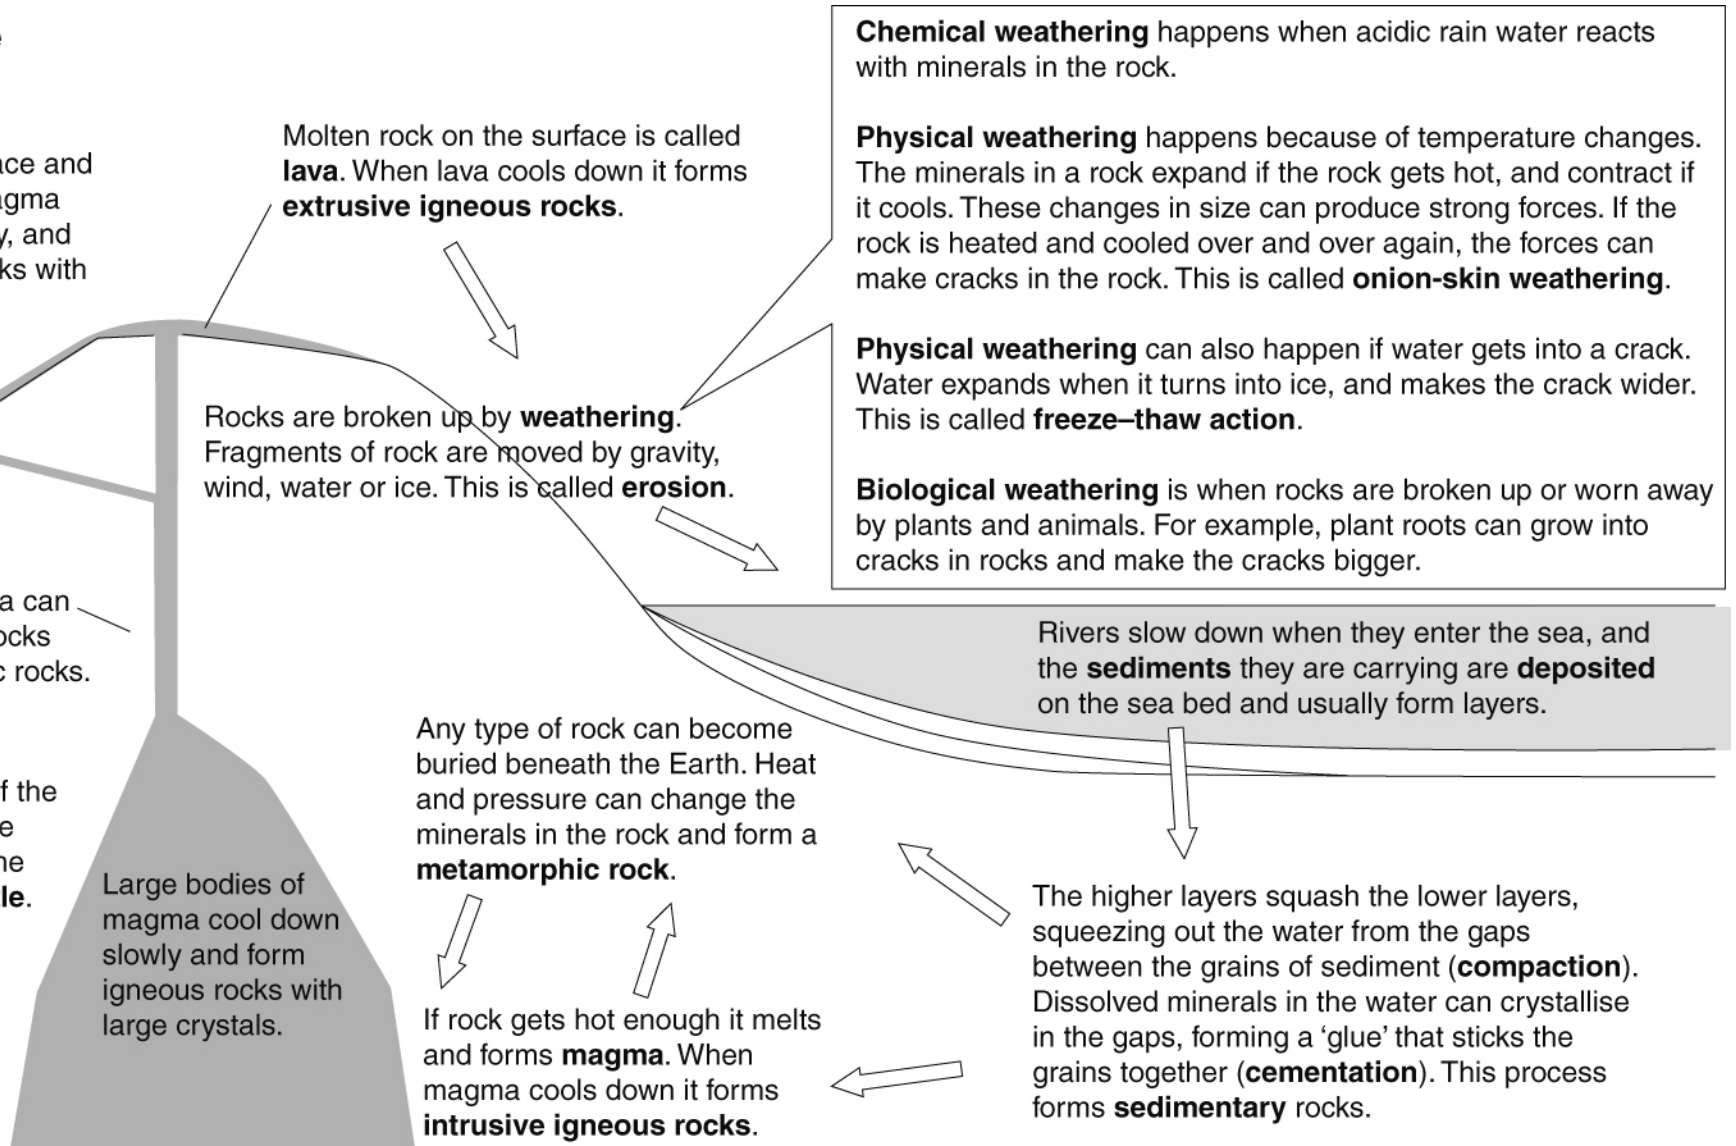 ace and
agma
y, and
ks with
Molten rock on the surface is called
lava. When lava cools down it forms
extrusive igneous rocks.
Chemical weathering happens when acidic rain water reacts
with minerals in the rock.
Physical weathering happens because of temperature changes.
The minerals in a rock expand if the rock gets hot, and contract if
it cools. These changes in size can produce strong forces. If the
rock is heated and cooled over and over again, the forces can
make cracks in the rock. This is called onion-skin weathering.
Physical weathering can also happen if water gets into a crack.
Water expands when it turns into ice, and makes the crack wider.
This is called freeze–thaw action.
Biological weathering is when rocks are broken up or worn away
by plants and animals. For example, plant roots can grow into
cracks in rocks and make the cracks bigger.
Rocks are broken up by weathering.
Fragments of rock are moved by gravity,
wind, water or ice. This is called erosion.
a can
ocks
c rocks.
Rivers slow down when they enter the sea, and
the sediments they are carrying are deposited
on the sea bed and usually form layers.
Any type of rock can become
buried beneath the Earth. Heat
and pressure can change the
minerals in the rock and form a
metamorphic rock.
f the
e
ne
le.
Large bodies of
magma cool down
slowly and form
igneous rocks with
large crystals.
If rock gets hot enough it melts
and forms magma. When
magma cools down it forms
intrusive igneous rocks.
The higher layers squash the lower layers,
squeezing out the water from the gaps
between the grains of sediment (compaction).
Dissolved minerals in the water can crystallise
in the gaps, forming a ‘glue’ that sticks the
grains together (cementation). This process
forms sedimentary rocks.